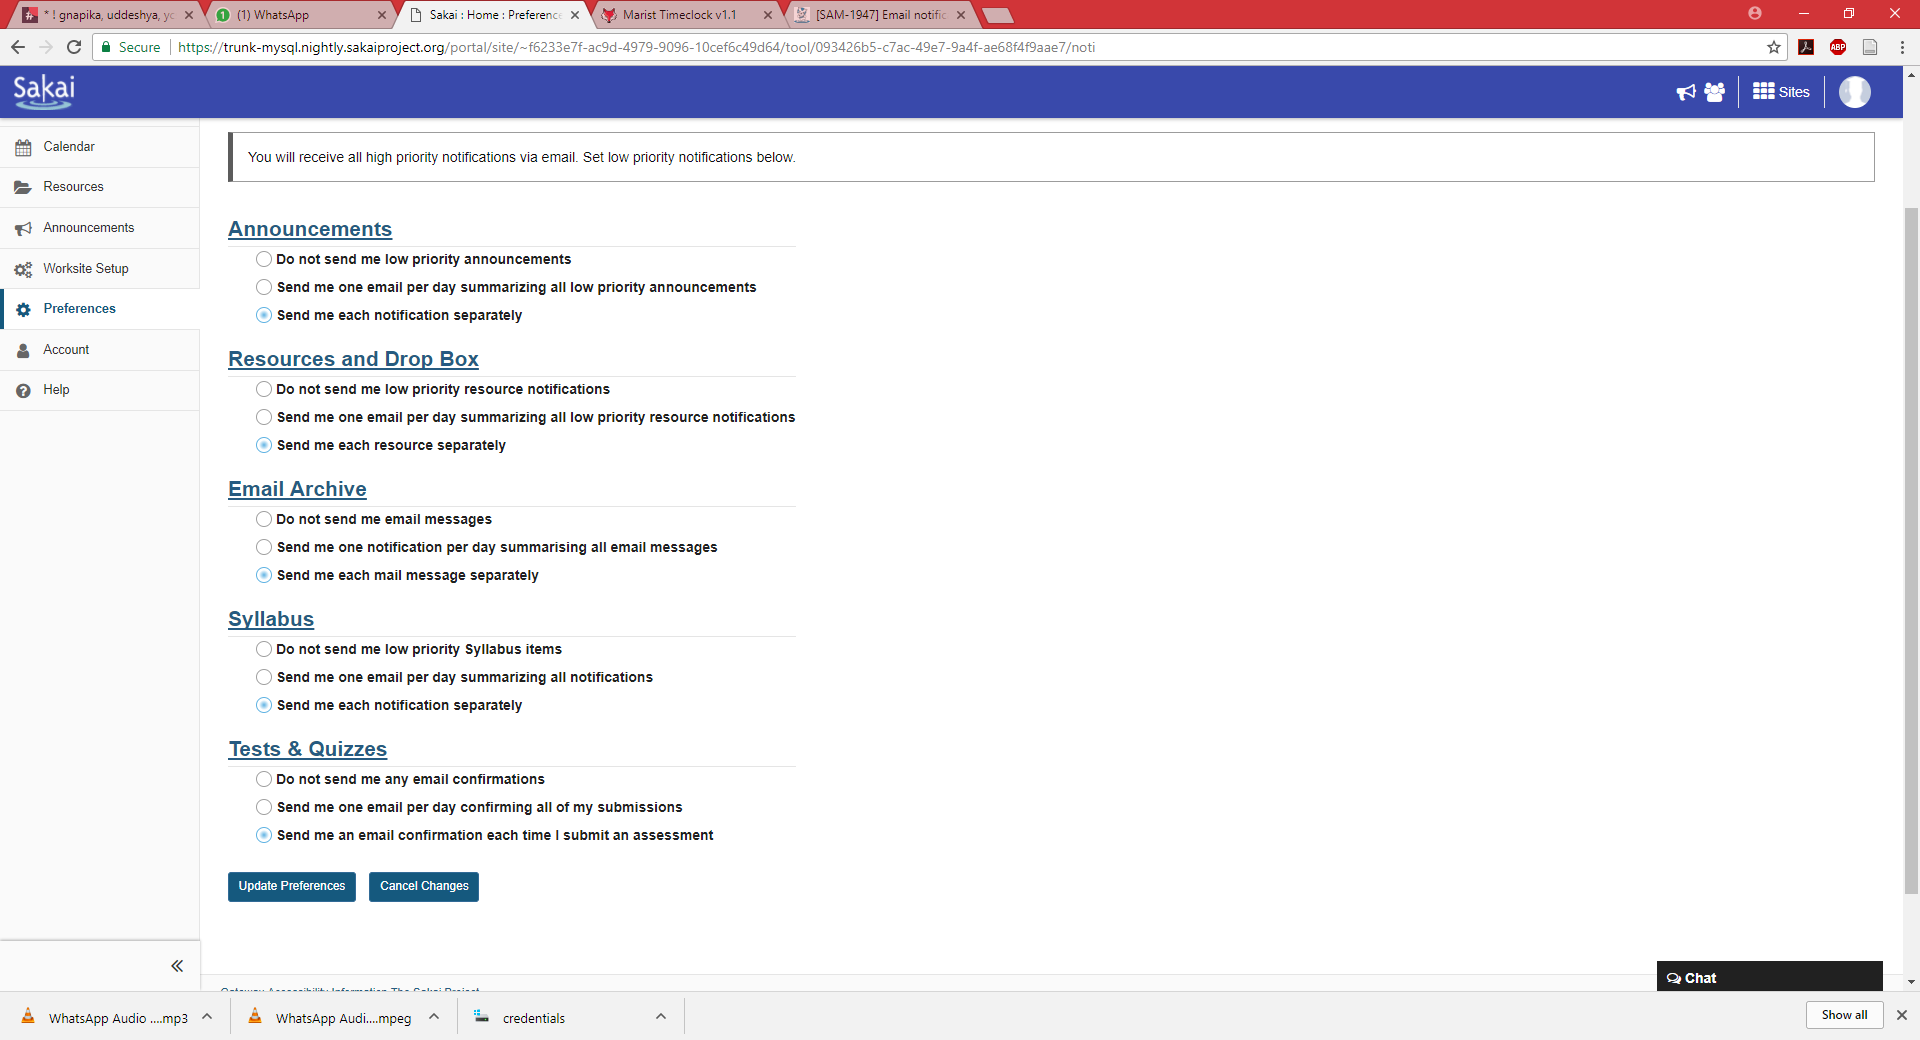 * ! gnapika, uddeshya, yo
(1) WhatsApp
Sakai : Home : Preference
Marist Timeclock v1.1
[SAM-1947] Email notific
Secure
https://trunk-mysql.nightly.sakaiproject.org/portal/site/~f6233e7f-ac9d-4979-9096-10cef6c49d64/tool/093426b5-c7ac-49e7-9a4f-ae68f4f9aae7/noti
ABP
Sakai
Sites
Calendar
Resources
Announcements
Worksite Setup
Preferences
Account
Help
You will receive all high priority notifications via email. Set low priority notifications below.
Announcements
Do not send me low priority announcements
Send me one email per day summarizing all low priority announcements
Send me each notification separately
Resources and Drop Box
Do not send me low priority resource notifications
Send me one email per day summarizing all low priority resource notifications
Send me each resource separately
Email Archive
Do not send me email messages
Send me one notification per day summarising all email messages
Send me each mail message separately
Syllabus
Do not send me low priority Syllabus items
Send me one email per day summarizing all notifications
Send me each notification separately
Tests & Quizzes
Do not send me any email confirmations
Send me one email per day confirming all of my submissions
Send me an email confirmation each time I submit an assessment
Update Preferences
Cancel Changes
Gateway Accessibility Information The Sakai Project
Chat
WhatsApp Audio ....mp3
WhatsApp Audi....mpeg
credentials
Show all